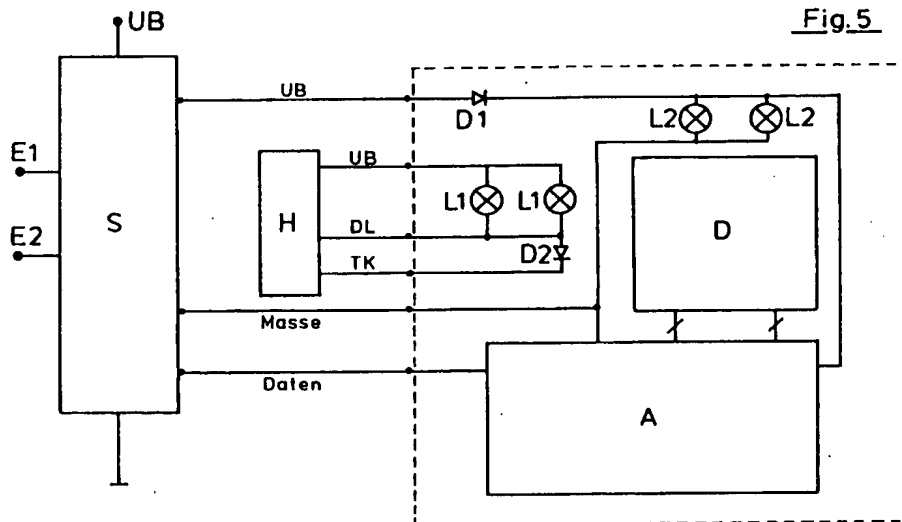 Fig. 5
UB
UB
D1
L2
L2
E1
UB
S
H
L1
L1
D
E2
DL
D2
TK
Masse
Daten
A